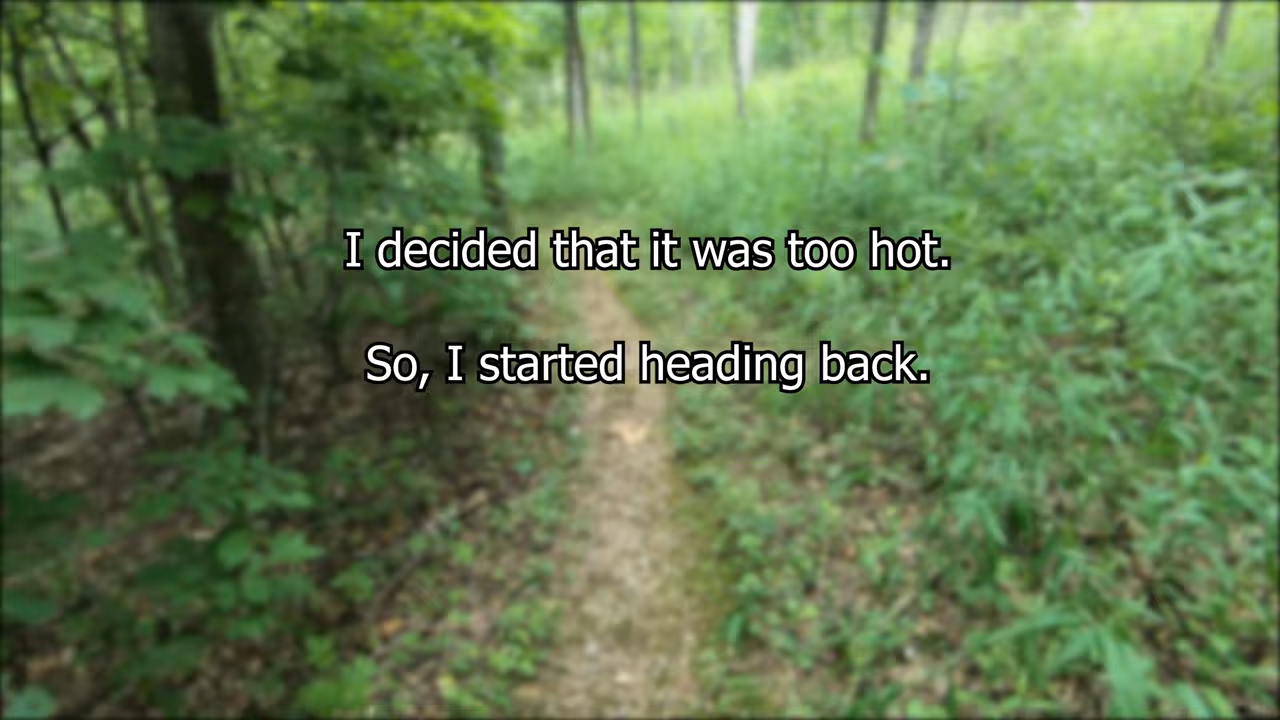 I decided that it was too hot.
So, I started heading back.